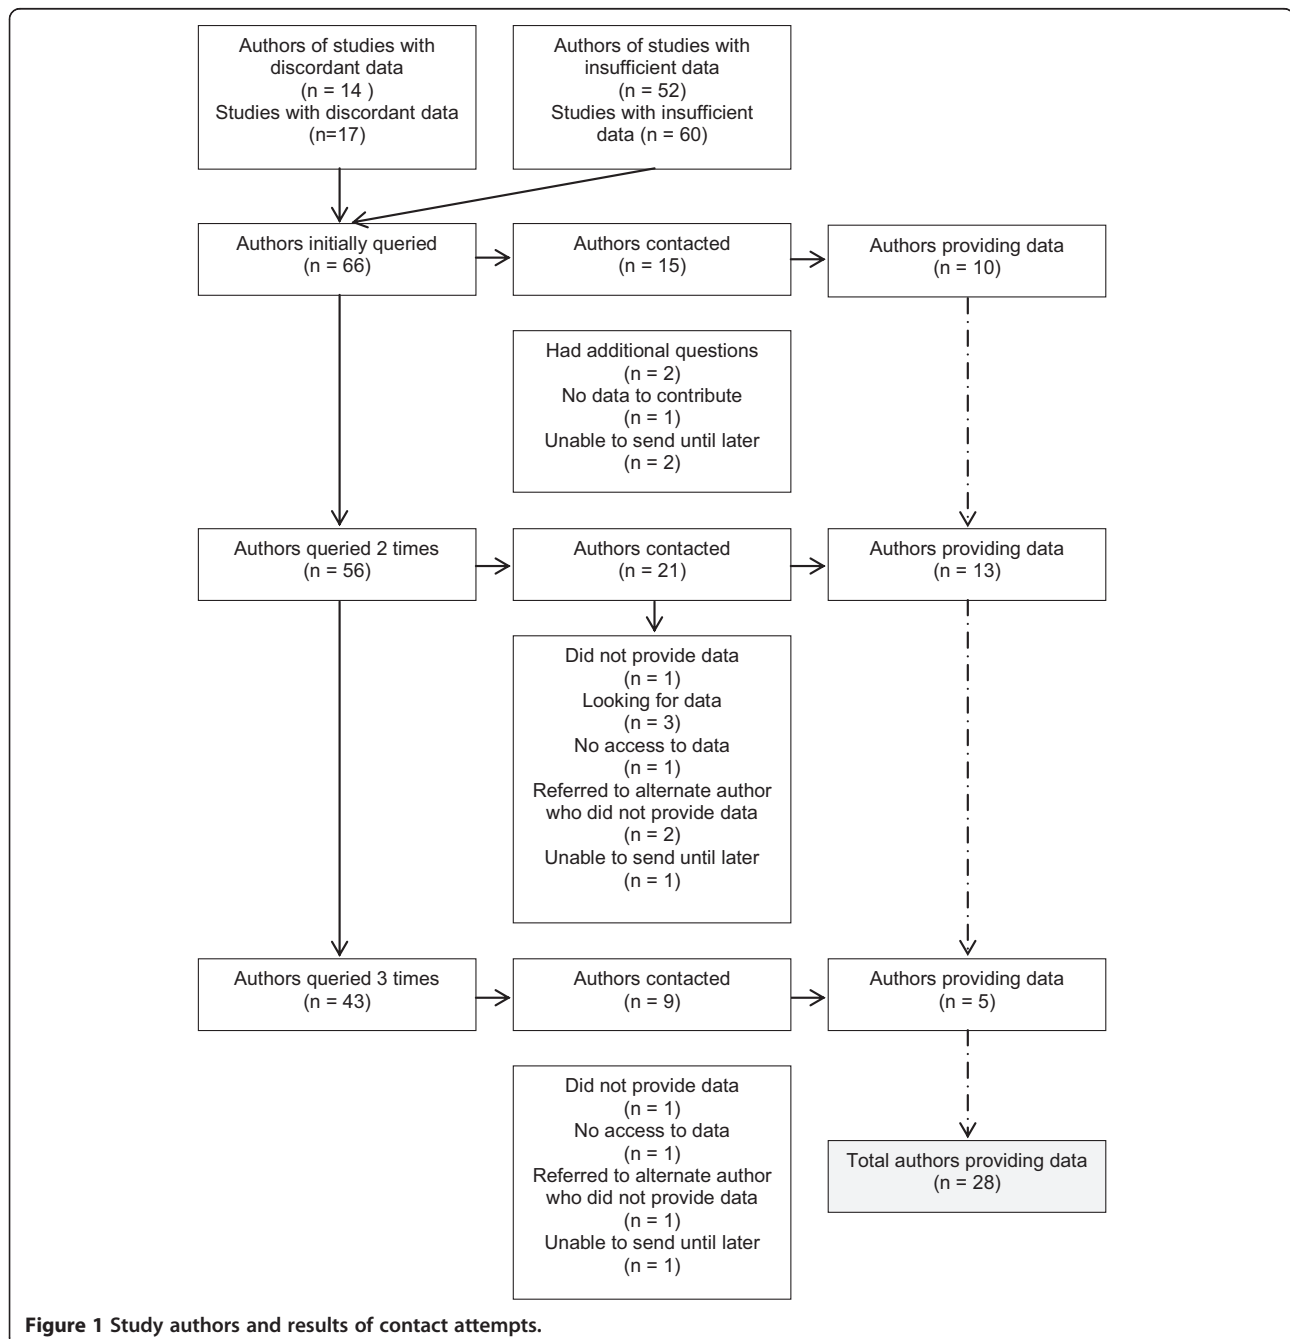 Authors of studies with
discordant data
(n = 14 )
Studies with discordant data
(n=17)
Authors of studies with
insufficient data
(n = 52)
Studies with insufficient
data (n = 60)
Authors initially queried
(n = 66)
Authors contacted
(n = 15)
Authors providing data
(n = 10)
Had additional questions
(n = 2)
No data to contribute
(n = 1)
Unable to send until later
(n = 2)
Authors queried 2 times
(n = 56)
Authors contacted
(n = 21)
Authors providing data
(n = 13)
Did not provide data
(n = 1)
Looking for data
(n = 3)
No access to data
(n = 1)
Referred to alternate author
who did not provide data
(n = 2)
Unable to send until later
(n = 1)
Authors queried 3 times
(n = 43)
Authors contacted
(n = 9)
Authors providing data
(n = 5)
Did not provide data
(n = 1)
No access to data
(n = 1)
Referred to alternate author
who did not provide data
(n = 1)
Unable to send until later
(n = 1)
Total authors providing data
(n = 28)
Figure 1 Study authors and results of contact attempts.